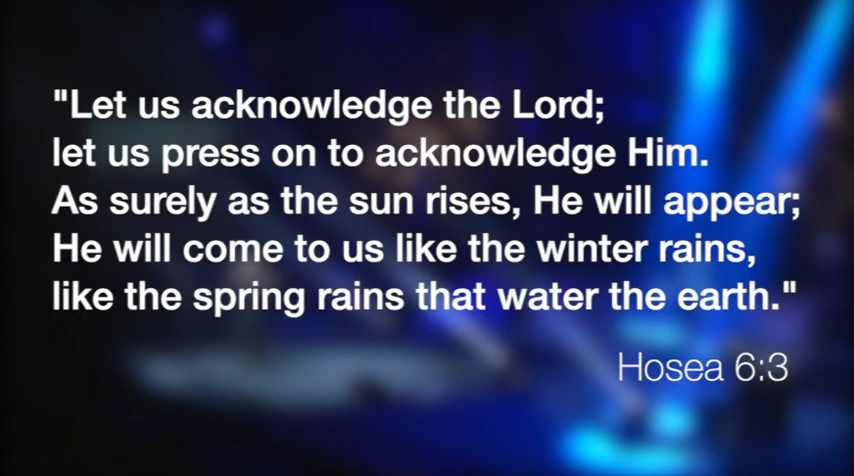 "Let us acknowledge the Lord;
let us press on to acknowledge Him.
As surely as the sun rises, He will appear;
He will come to us like the winter rains,
like the spring rains that water the earth."
Hosea 6:3